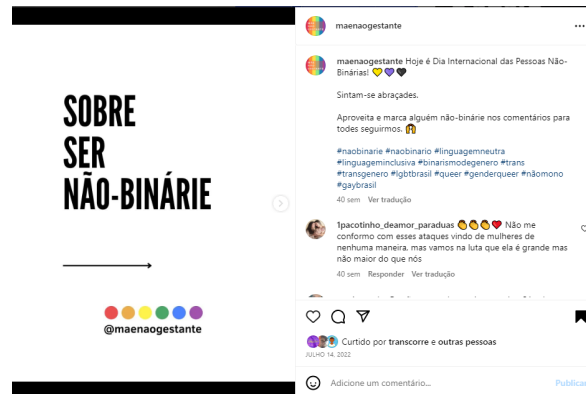 SOBRE
SER
NÃO-BINÁRIE
@maenaogestante
maenaogestante
maenaogestante Hoje é Dia Internacional das Pessoas Não-
Binárias!
Sintam-se abraçades.
Aproveita e marca alguém não-binárie nos comentários para
todes seguirmos.
#naobinarie #naobinario #linguagemneutra
#linguageminclusiva #binarismodegenero #trans
#transgenero #lgbtbrasil #queer #genderqueer #nãomono
#gaybrasil
40 sem Ver tradução
1pacotinho_deamor_paraduas Não me
conformo com esses ataques vindo de mulheres de
nenhuma maneira. mas vamos na luta que ela é grande mas
não maior do que nós
40 sem Responder Ver tradução
Curtido por transcorre e outras pessoas
JULHO 14, 2022
Adicione um comentário...
Publicar